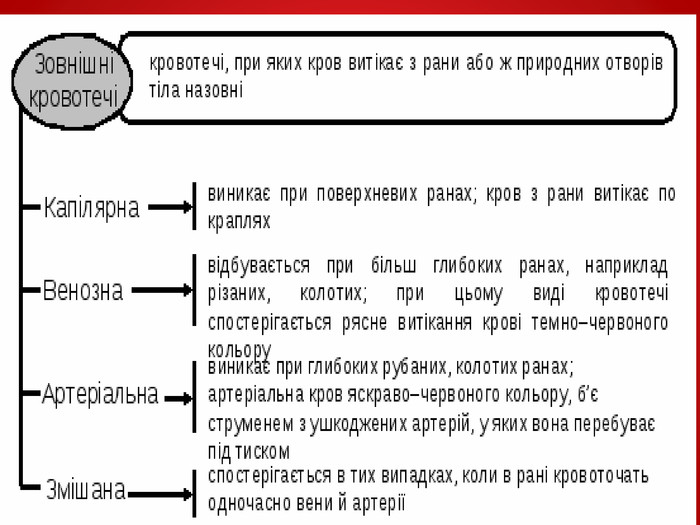 Зовнішні
кровотечі
кровотечі, при яких кров витікає з рани або ж природних отворів
тіла назовні
Капілярна
виникає при поверхневих ранах; кров з рани витікає по
краплях
Венозна
відбувається при більш глибоких ранах, наприклад
різаних, колотих; при цьому виді кровотечі
спостерігається рясне витікання крові темно–червоного
кольору
Артеріальна
виникає при глибоких рубаних, колотих ранах;
артеріальна кров яскраво–червоного кольору, б’є
струменем з ушкоджених артерій, у яких вона перебуває
під тиском
Змішана
спостерігається в тих випадках, коли в рані кровоточать
одночасно вени й артерії